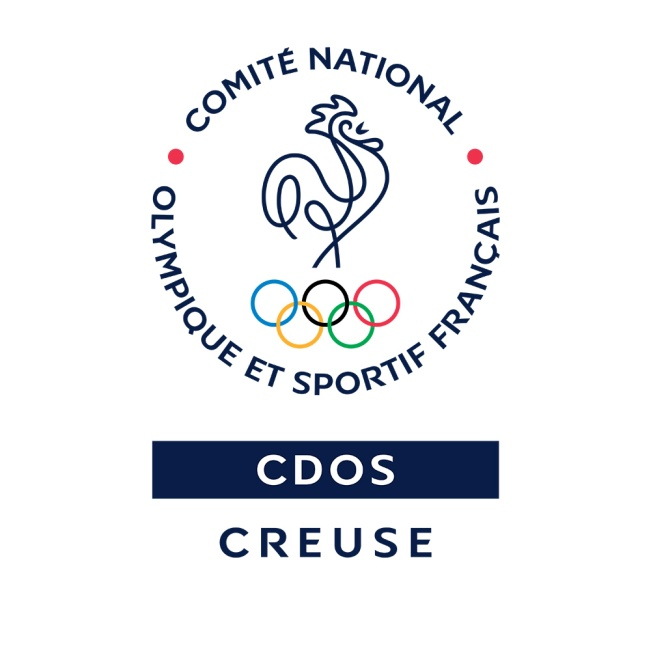 COMITÉ NATIONAL
OLYMPIQUE ET SPORTIF FRANÇAIS
CDOS
CREUSE